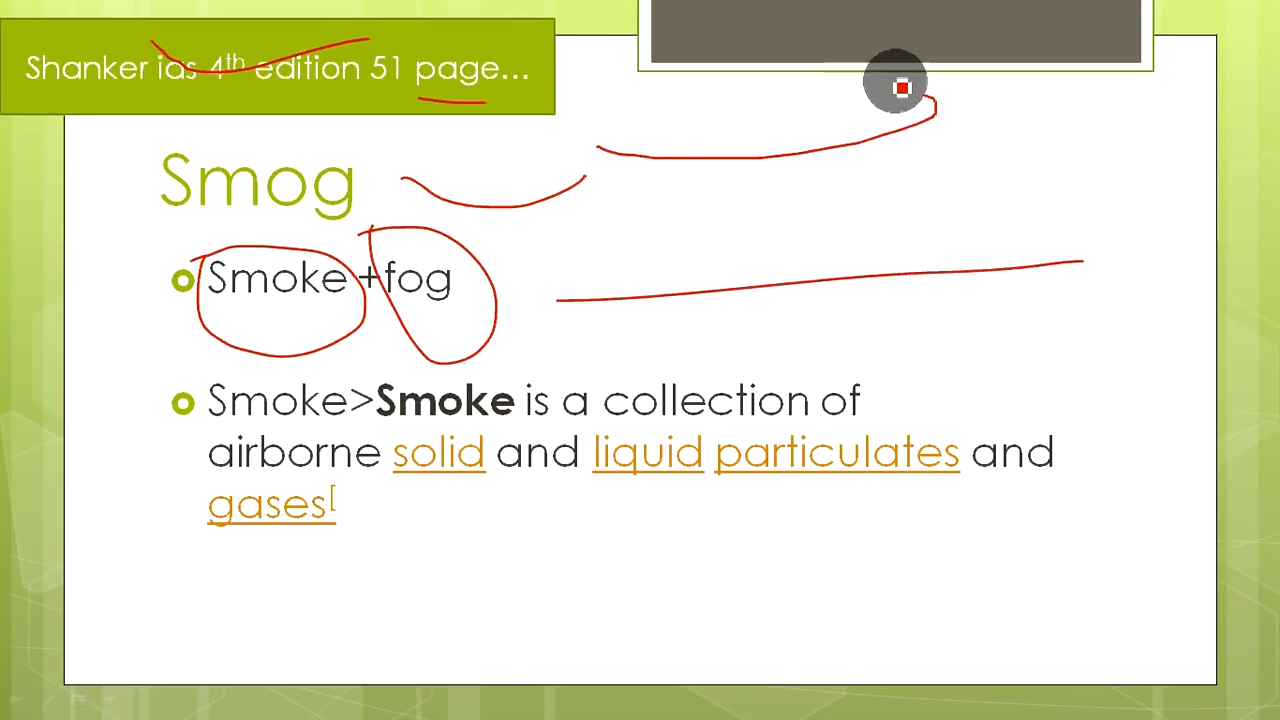 Shanker ias 4th edition 51 page...
Smog
Smoke +fog
Smoke>Smoke is a collection of
airborne solid and liquid particulates and
gases[